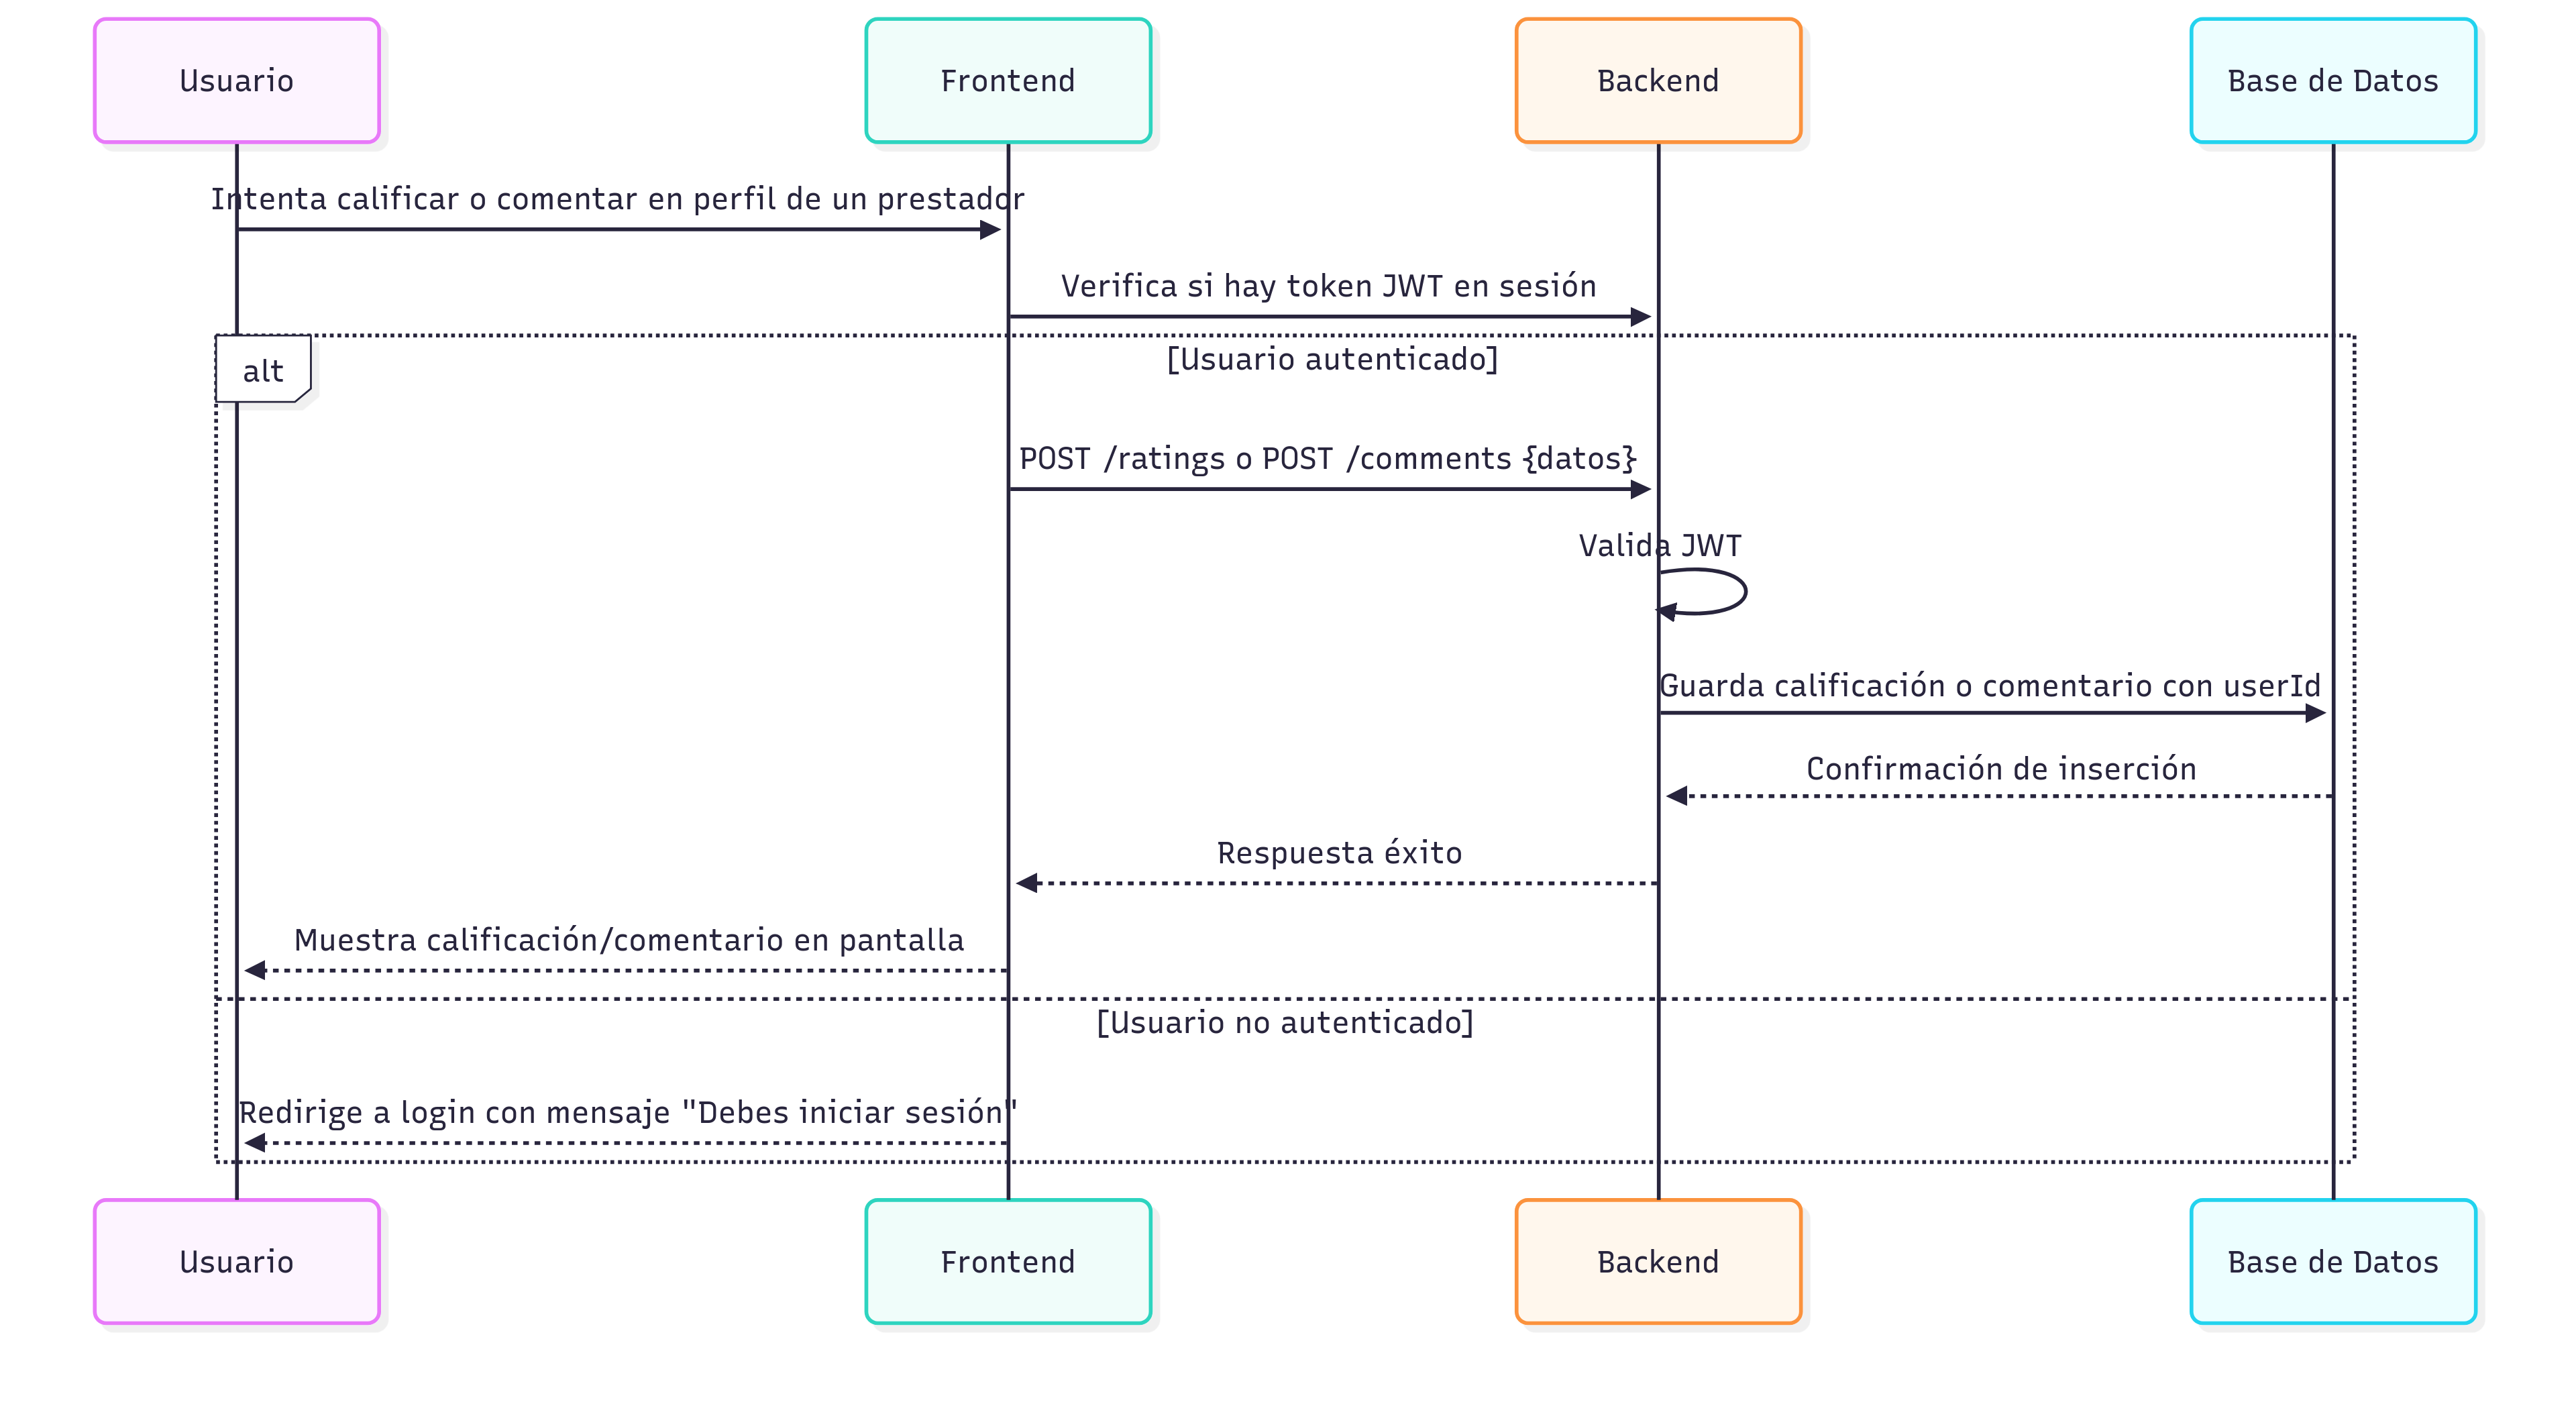 Usuario
Frontend
Backend
Base de Datos
Intenta calificar o comentar en perfil de un prestador
Verifica si hay token JWT en sesión
alt
[Usuario autenticado]
POST /ratings o POST /comments {datos}
Valida JWT
Guarda calificación o comentario con userId
Confirmación de inserción
Respuesta éxito
Muestra calificación/comentario en pantalla
[Usuario no autenticado]
Redirige a login con mensaje "Debes iniciar sesión"
Usuario
Frontend
Backend
Base de Datos